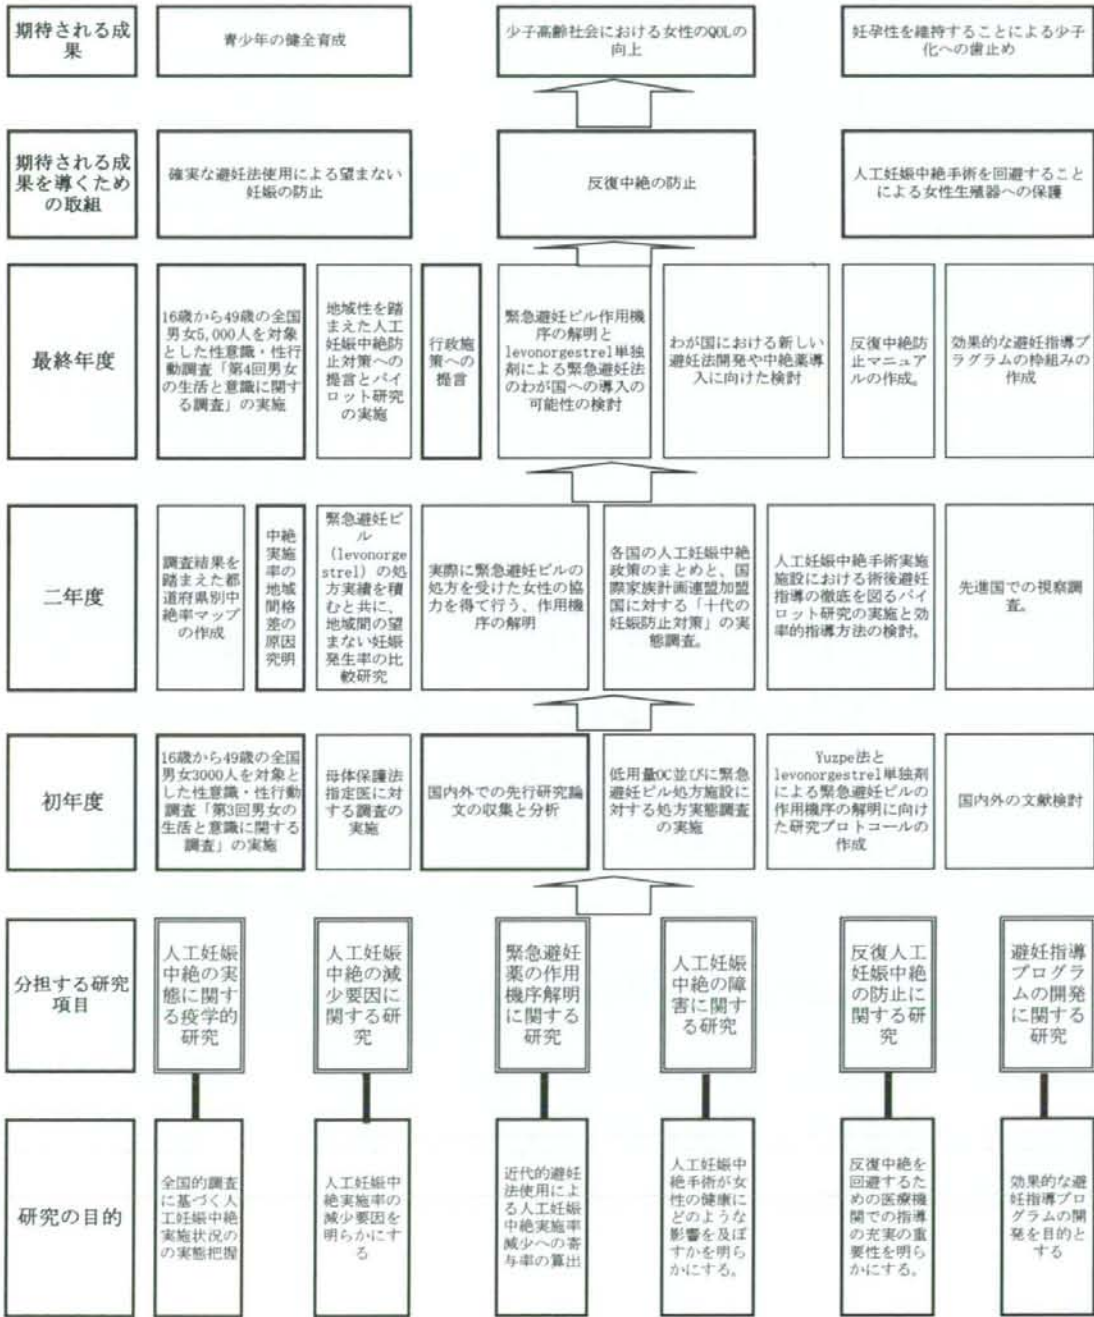 期待される成
果
青少年の健全育成
少子高齢社会における女性のQOLの
向上
妊孕性を維持することによる少子
化への歯止め
期待される成
果を導くため
の取組
確実な避妊法使用による望まない
妊娠の防止
反復中絶の防止
人工妊娠中絶手術を回避すること
による女性生殖器への保護
最終年度
16歳から49歳の全国
男女5,000人を対象
とした性意識・性行
動調査「第4回男女
の生活と意識に関す
る調査」の実施
地域性を踏
まえた人工
妊娠中絶防
止対策への
提言とパイ
ロット研究
の実施
行政施
策への
提言
緊急避妊ピル作用機
序の解明と
levonorgestrel単独
剤による緊急避妊法
のわが国への導入の
可能性の検討
わが国における新しい
避妊法開発や中絶薬導
入に向けた検討
反復中絶防
止マニュア
ルの作成。
効果的な避妊指導プ
ラグラムの枠組みの
作成
二年度
調査結果を
踏まえた都
道府県別中
絶率マップ
の作成
中絶
実施
率の
地域
間格
差の
原因
究明
緊急避妊ピ
ル
(levonorge
strel) の処
方実績を積
むと共に、
地域間の望
まない妊娠
発生率の比
較研究
実際に緊急避妊ピルの
処方を受けた女性の協
力を得て行う、作用機
序の解明
各国の人工妊娠中絶
政策のまとめと、国
際家族計画連盟加盟
国に対する「十代の
妊娠防止対策」の実
態調査。
人工妊娠中絶手術実施
施設における術後避妊
指導の徹底を図るパイ
ロット研究の実施と効
率的指導方法の検討。
先進国での視察調
査。
初年度
16歳から49歳の全国
男女3000人を対象と
した性意識・性行動
調査「第3回男女の
生活と意識に関する
調査」の実施
母体保護法
指定医に対
する調査の
実施
国内外での先行研究論
文の収集と分析
低用量OC並びに緊急
避妊ピル処方施設に
対する処方実態調査
の実施
Yuzpe法と
levonorgestrel単独剤
による緊急避妊ピルの
作用機序の解明に向け
た研究プロトコールの
作成
国内外の文献検討
分担する研究
項目
人工妊娠
中絶の実
態に関す
る疫学的
研究
人工妊娠
中絶の減
少要因に
関する研
究
緊急避妊
薬の作用
機序解明
に関する
研究
人工妊娠
中絶の障
害に関す
る研究
反復人工
妊娠中絶
の防止に
関する研
究
避妊指導
プログラ
ムの開発
に関する
研究
研究の目的
全国的調査
に基づく人
工妊娠中絶
実施状況の
の実態把握
人工妊娠中
絶実施率の
減少要因を
明らかにす
る
近代的避妊
法使用によ
る人工妊娠
中絶実施率
減少への寄
与率の算出
人工妊娠中
絶手術が女
性の健康に
どのような
影響を及ぼ
すかを明ら
かにする。
反復中絶を
回避するた
めの医療機
関での指導
の充実の重
要性を明ら
かにする。
効果的な避
妊指導プロ
グラムの開
発を目的と
する